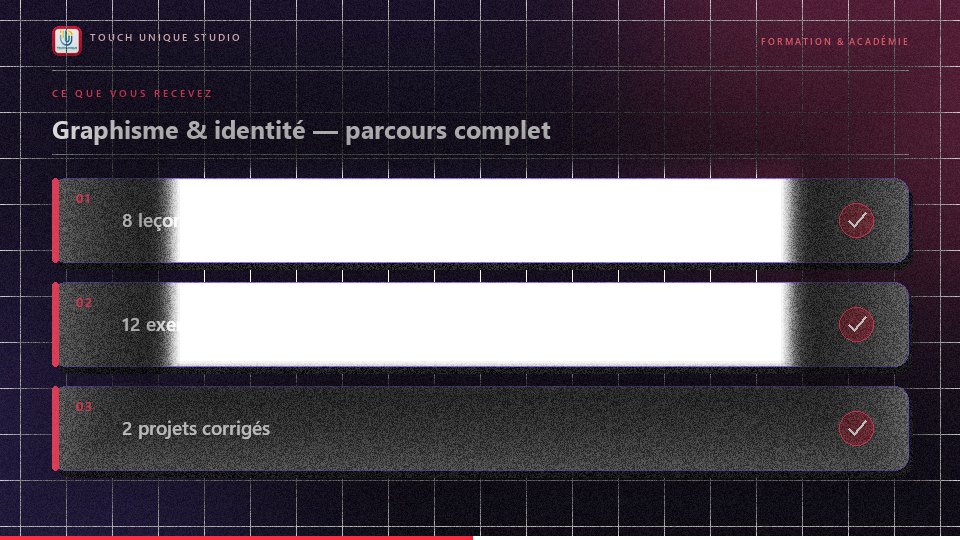 TOUCH UNIQUE STUDIO
FORMATION & ACADÉMIE
CE QUE VOUS RECEVEZ
Graphisme & identité — parcours complet
01
8
02
12
03
2 projets corrigés